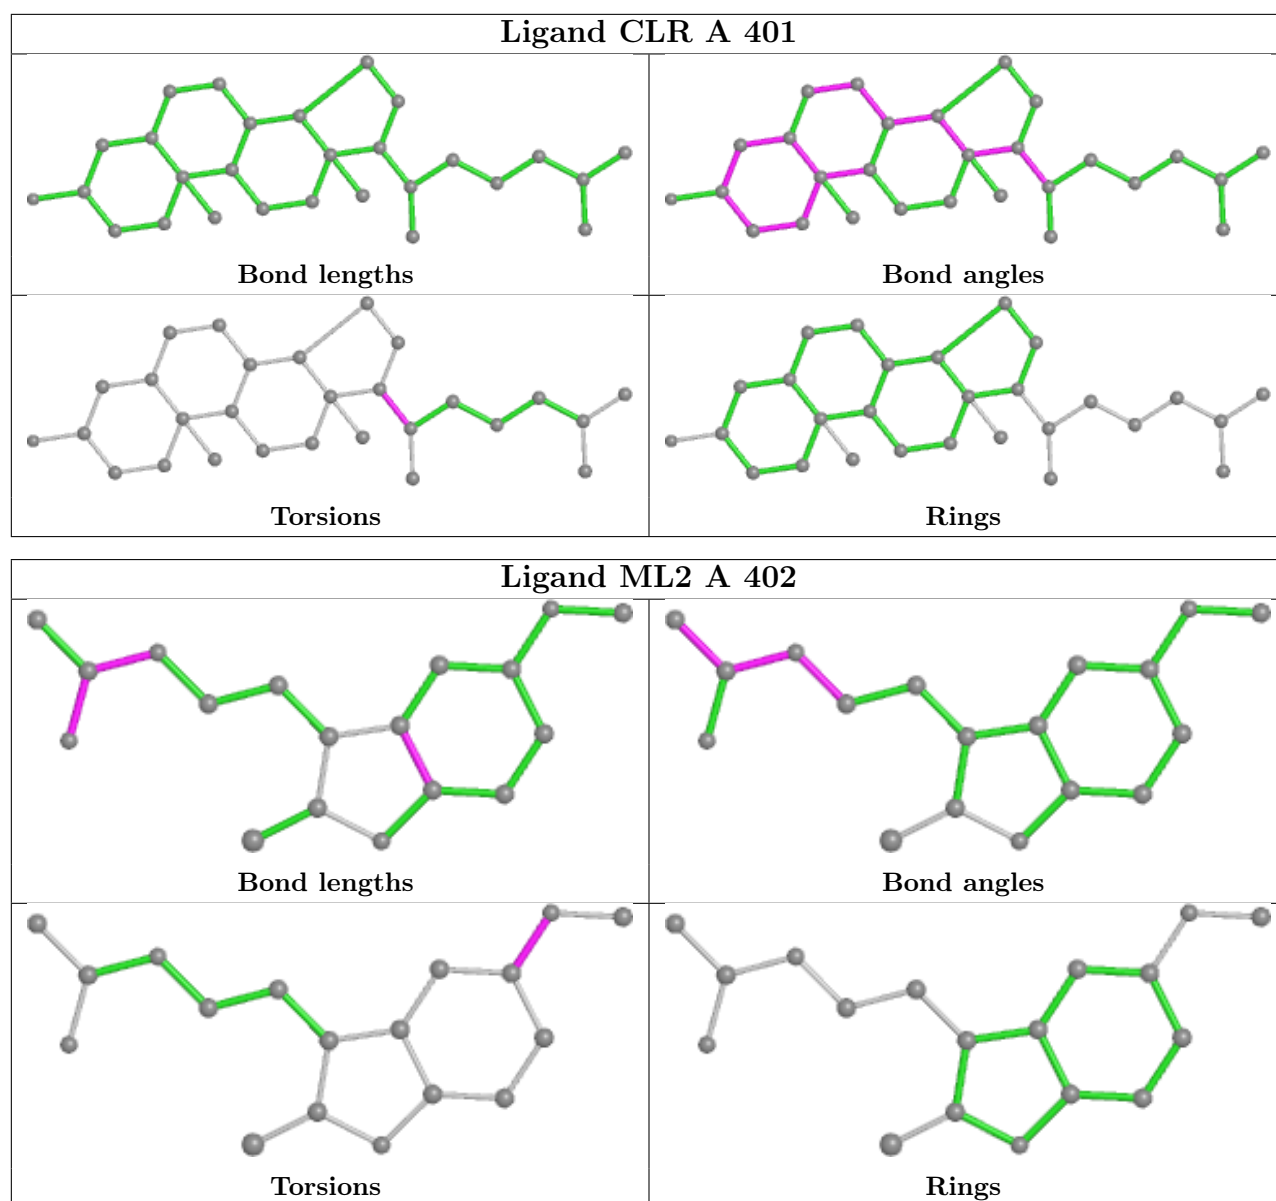 Ligand CLR A 401
Bond lengths
Bond angles
Torsions
Rings
Ligand ML2 A 402
Bond lengths
Bond angles
Torsions
Rings